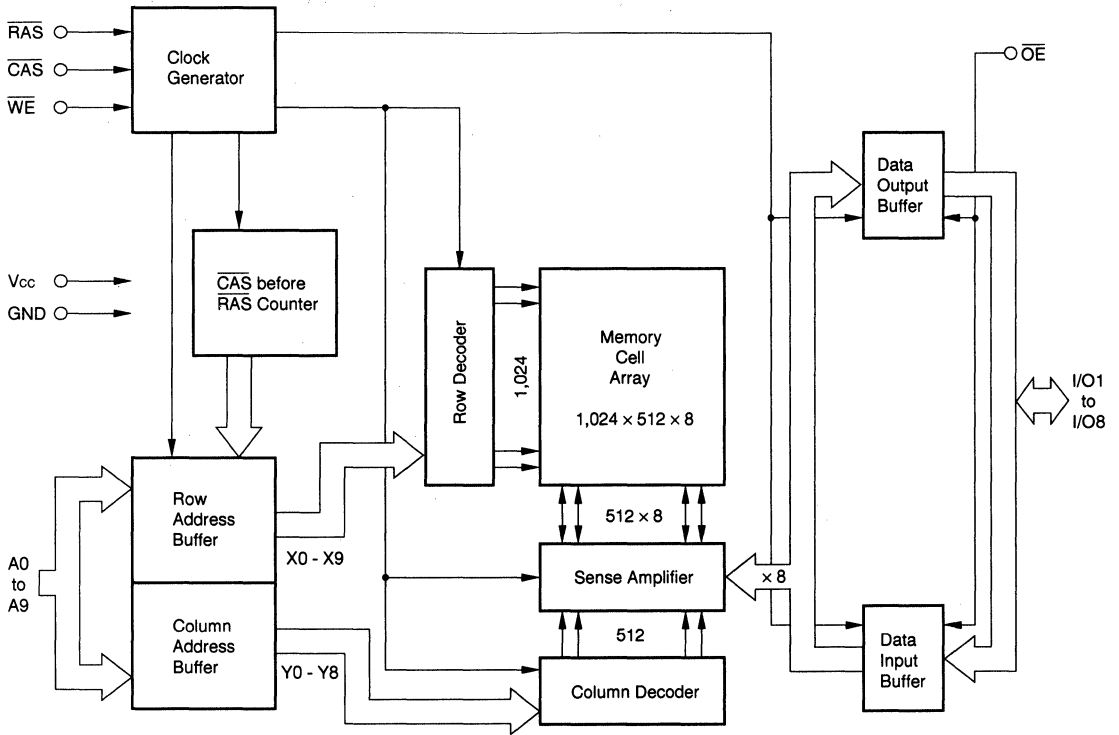 RAS
CAS
WE
Clock
Generator
OE
Data
Output
Buffer
VCC
GND
CAS before
RAS Counter
Row Decoder
1,024
Memory
Cell
Array
1,024 × 512 × 8
I/O1
to
I/O8
Row
Address
Buffer
X0 - X9
512 × 8
Sense Amplifier
× 8
A0
to
A9
Column
Address
Buffer
Y0 - Y8
512
Column Decoder
Data
Input
Buffer